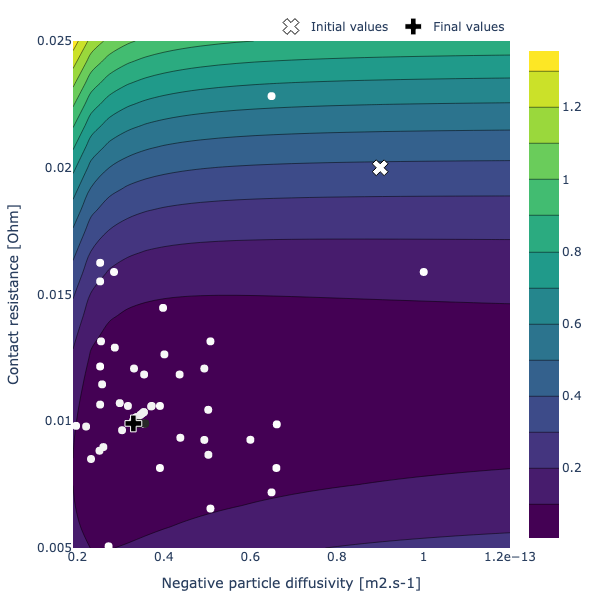 Initial values Final values
0.025
0.02
0.015
0.01
0.005
Contact resistance [Ohm]
0.2 0.4 0.6 0.8 1 1.2e−13
Negative particle diffusivity [m2.s-1]
1.2
1
0.8
0.6
0.4
0.2